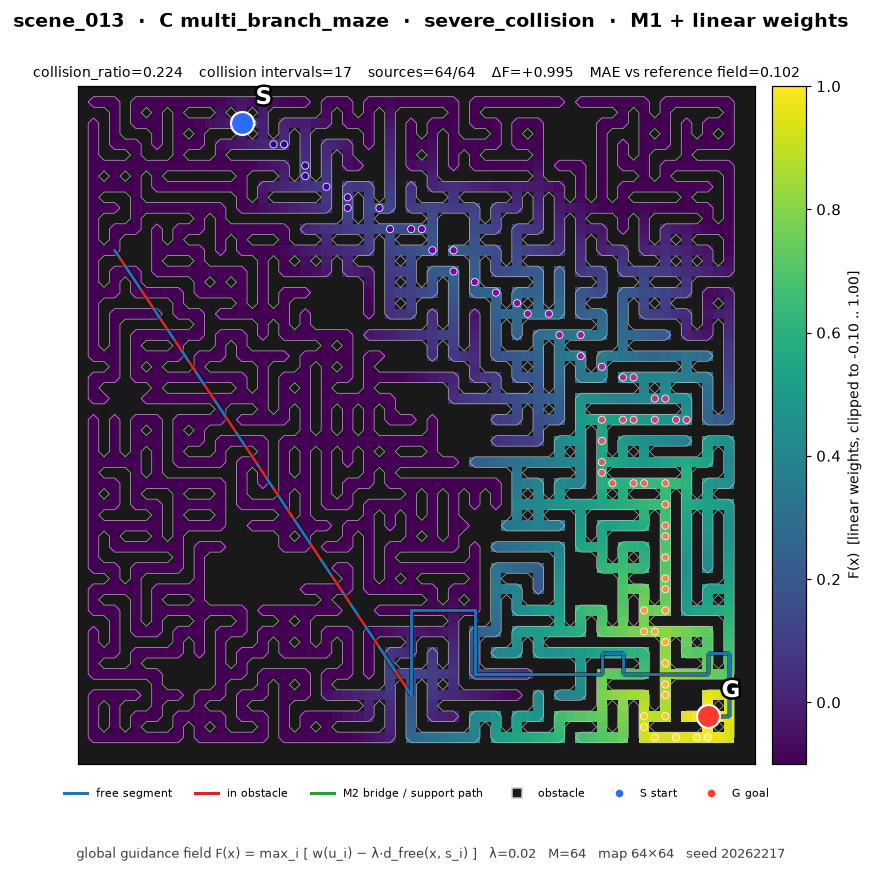 scene_013 · C multi_branch_maze · severe_collision · M1 + linear weights
collision_ratio=0.224 collision intervals=17 sources=64/64 ΔF=+0.995 MAE vs reference field=0.102
S
G
1.0
0.8
0.6
0.4
0.2
0.0
F(x) [linear weights, clipped to -0.10 .. 1.00]
free segment in obstacle M2 bridge / support path obstacle S start G goal
global guidance field F(x) = max_i [ w(u_i) − λ·d_free(x, s_i) ] λ=0.02 M=64 map 64×64 seed 20262217